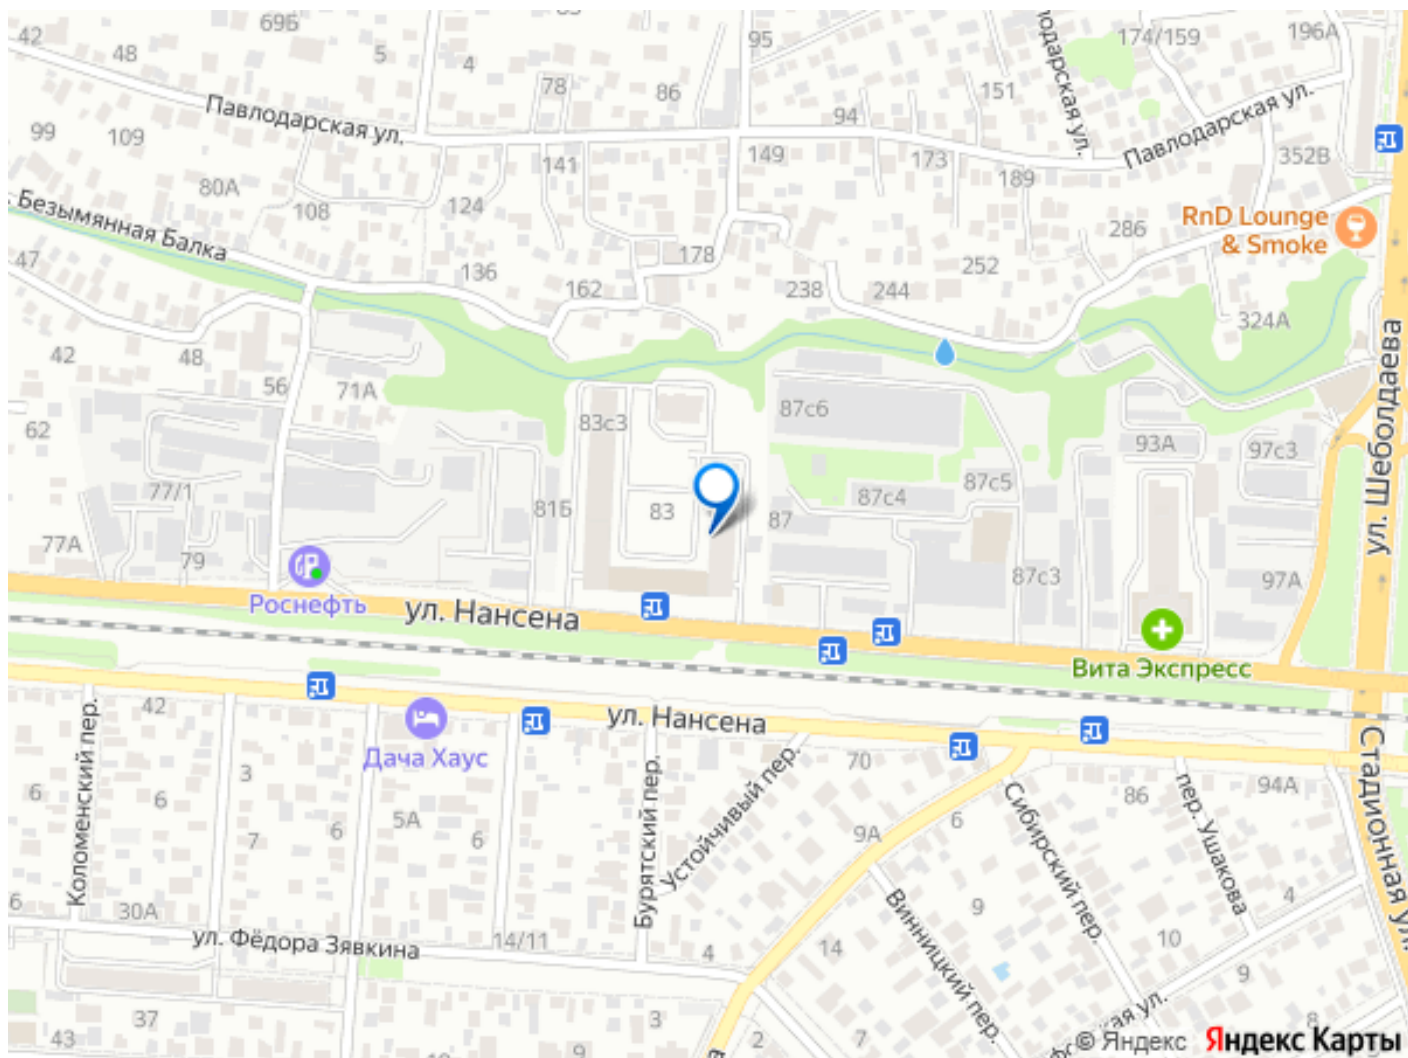 69Б
42
48
5
4
95
174/159
196А
78
86
151
Павлодарская ул.
94
Павлодарская ул.
99
109
141
149
173
189
352В
80А
108
124
RnD Lounge
& Smoke
Безымянная Балка
286
47
136
178
252
162
238
244
324А
ул. Шеболдаева
42
48
56
71А
83с3
87с6
62
93А
97с3
77/1
87с5
87с4
81Б
83
87
77А
79
87с3
97А
Роснефть
ул. Нансена
Вита Экспресс
42
ул. Нансена
Дача Хаус
Коломенский пер.
3
70
86
94А
6
6
5А
6
6
7
9А
6
Бурятский пер.
Устойчивый пер.
Сибирский пер.
пер. Ушакова
Стадионная ул.
4
6
30А
9
ул. Фёдора Зявкина
14/11
4
14
Винницкий пер.
10
9
37
43
3
2
7
8
9
© Яндекс
Яндекс Карты